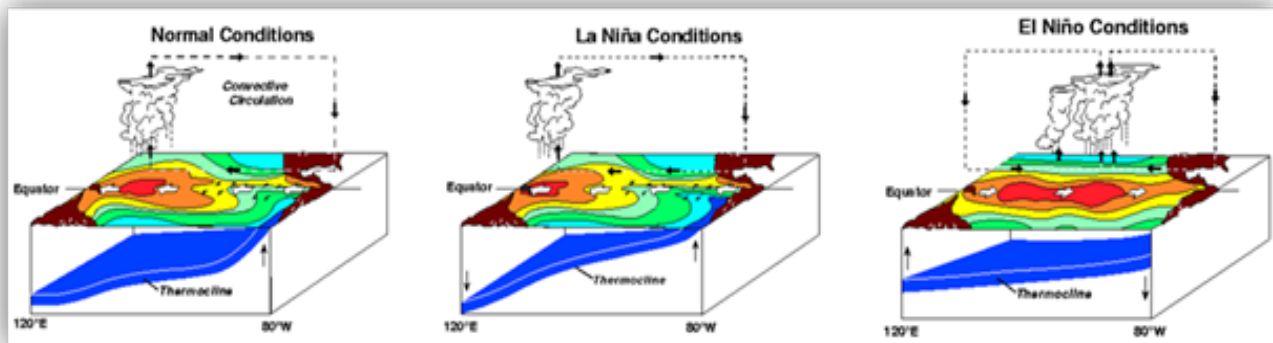 Normal Conditions
Convective
Circulation
Equator
Thermocline
120°E
80°W
La Niña Conditions
Equator
Thermocline
120°E
80°W
El Niño Conditions
Equator
Thermocline
120°E
80°W